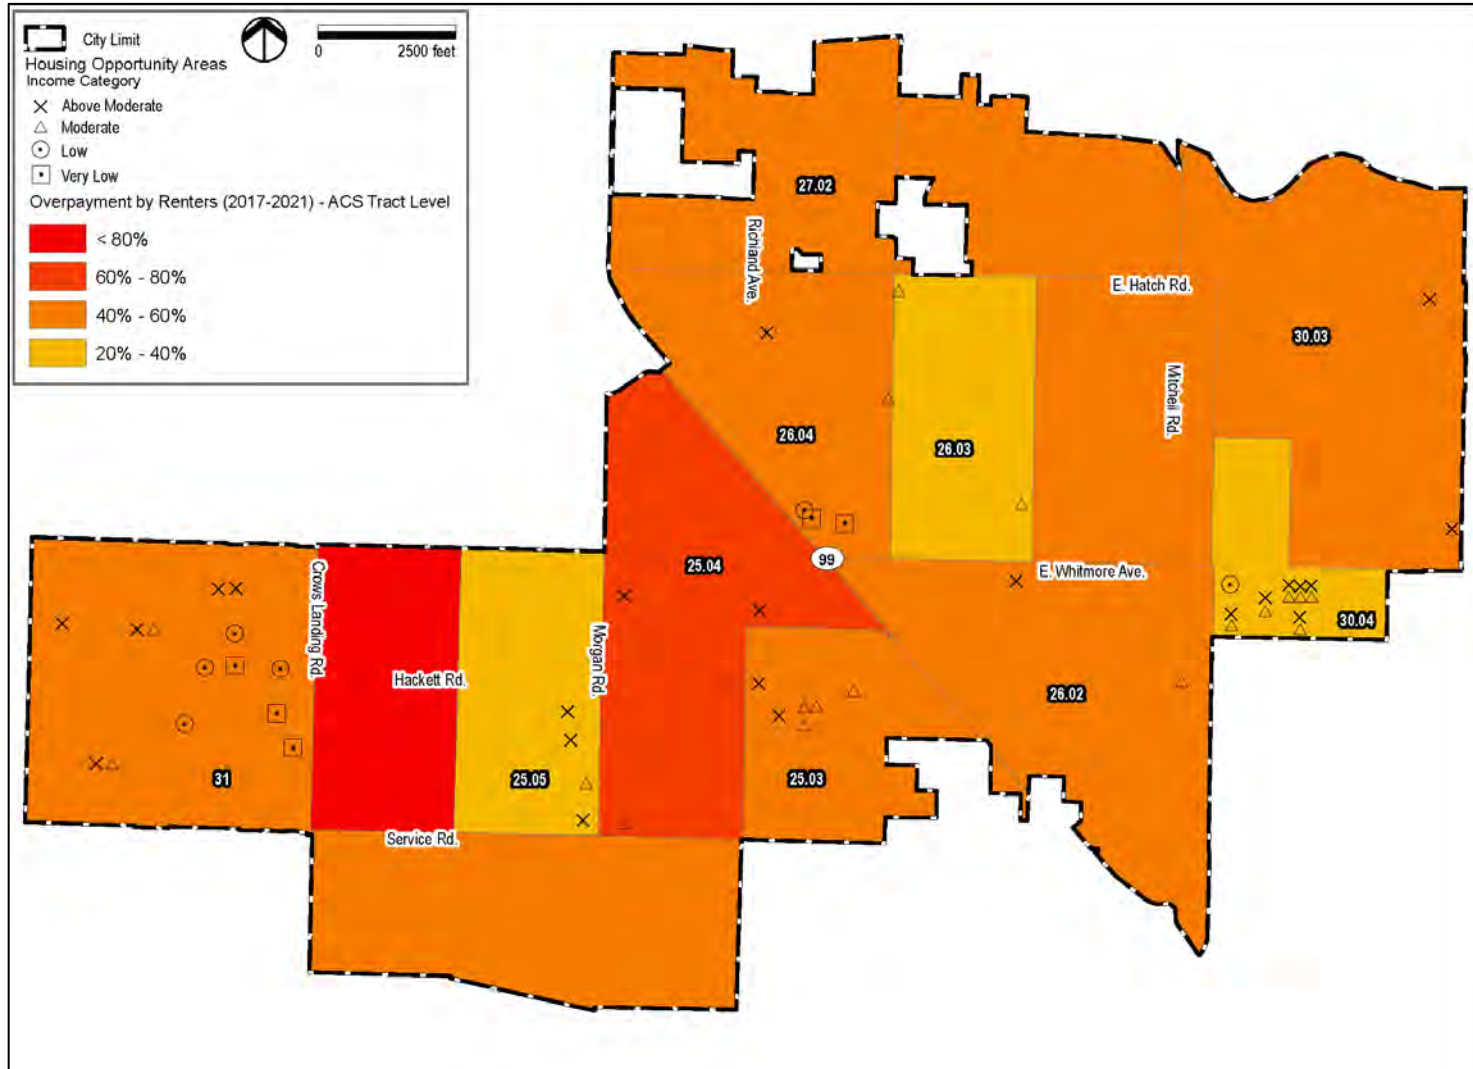 City Limit
0 2500 feet
Housing Opportunity Areas
Income Category
Above Moderate
Moderate
Low
Very Low
Overpayment by Renters (2017-2021) - ACS Tract Level
< 80%
60% - 80%
40% - 60%
20% - 40%
27.02
Richland Ave.
E. Hatch Rd.
30.03
Mitchell Rd.
26.04
26.03
99
E. Whitmore Ave.
25.04
Crows Landing Rd.
Morgan Rd.
30.04
Hackett Rd.
26.02
31
25.05
25.03
Service Rd.